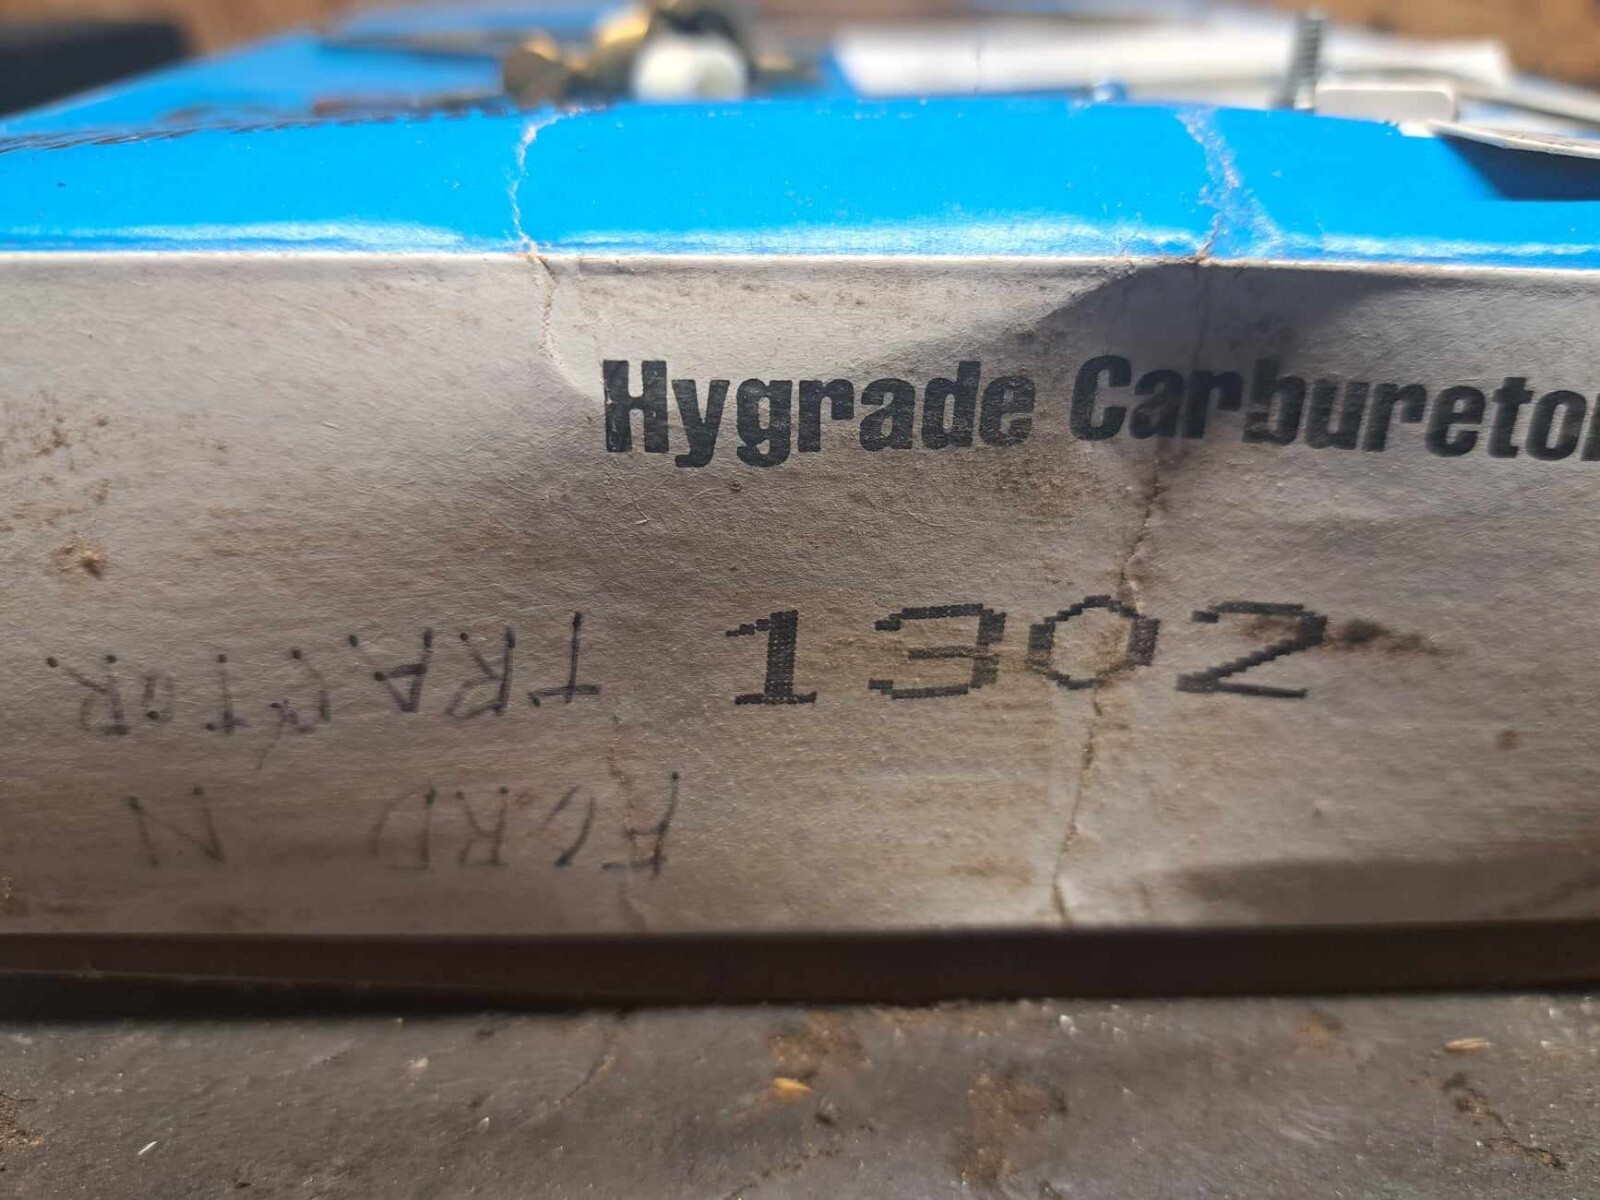 Hygrade Carburetor
1302
FORD N
TRACTOR